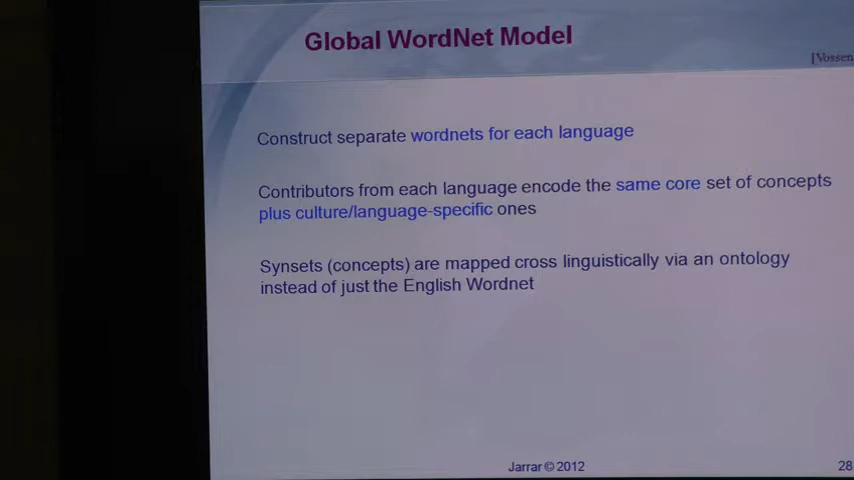 Global WordNet Model
[Vossen
Construct separate wordnets for each language
Contributors from each language encode the same core set of concepts
plus culture/language-specific ones
Synsets (concepts) are mapped cross linguistically via an ontology
instead of just the English Wordnet
Jarrar © 2012
28